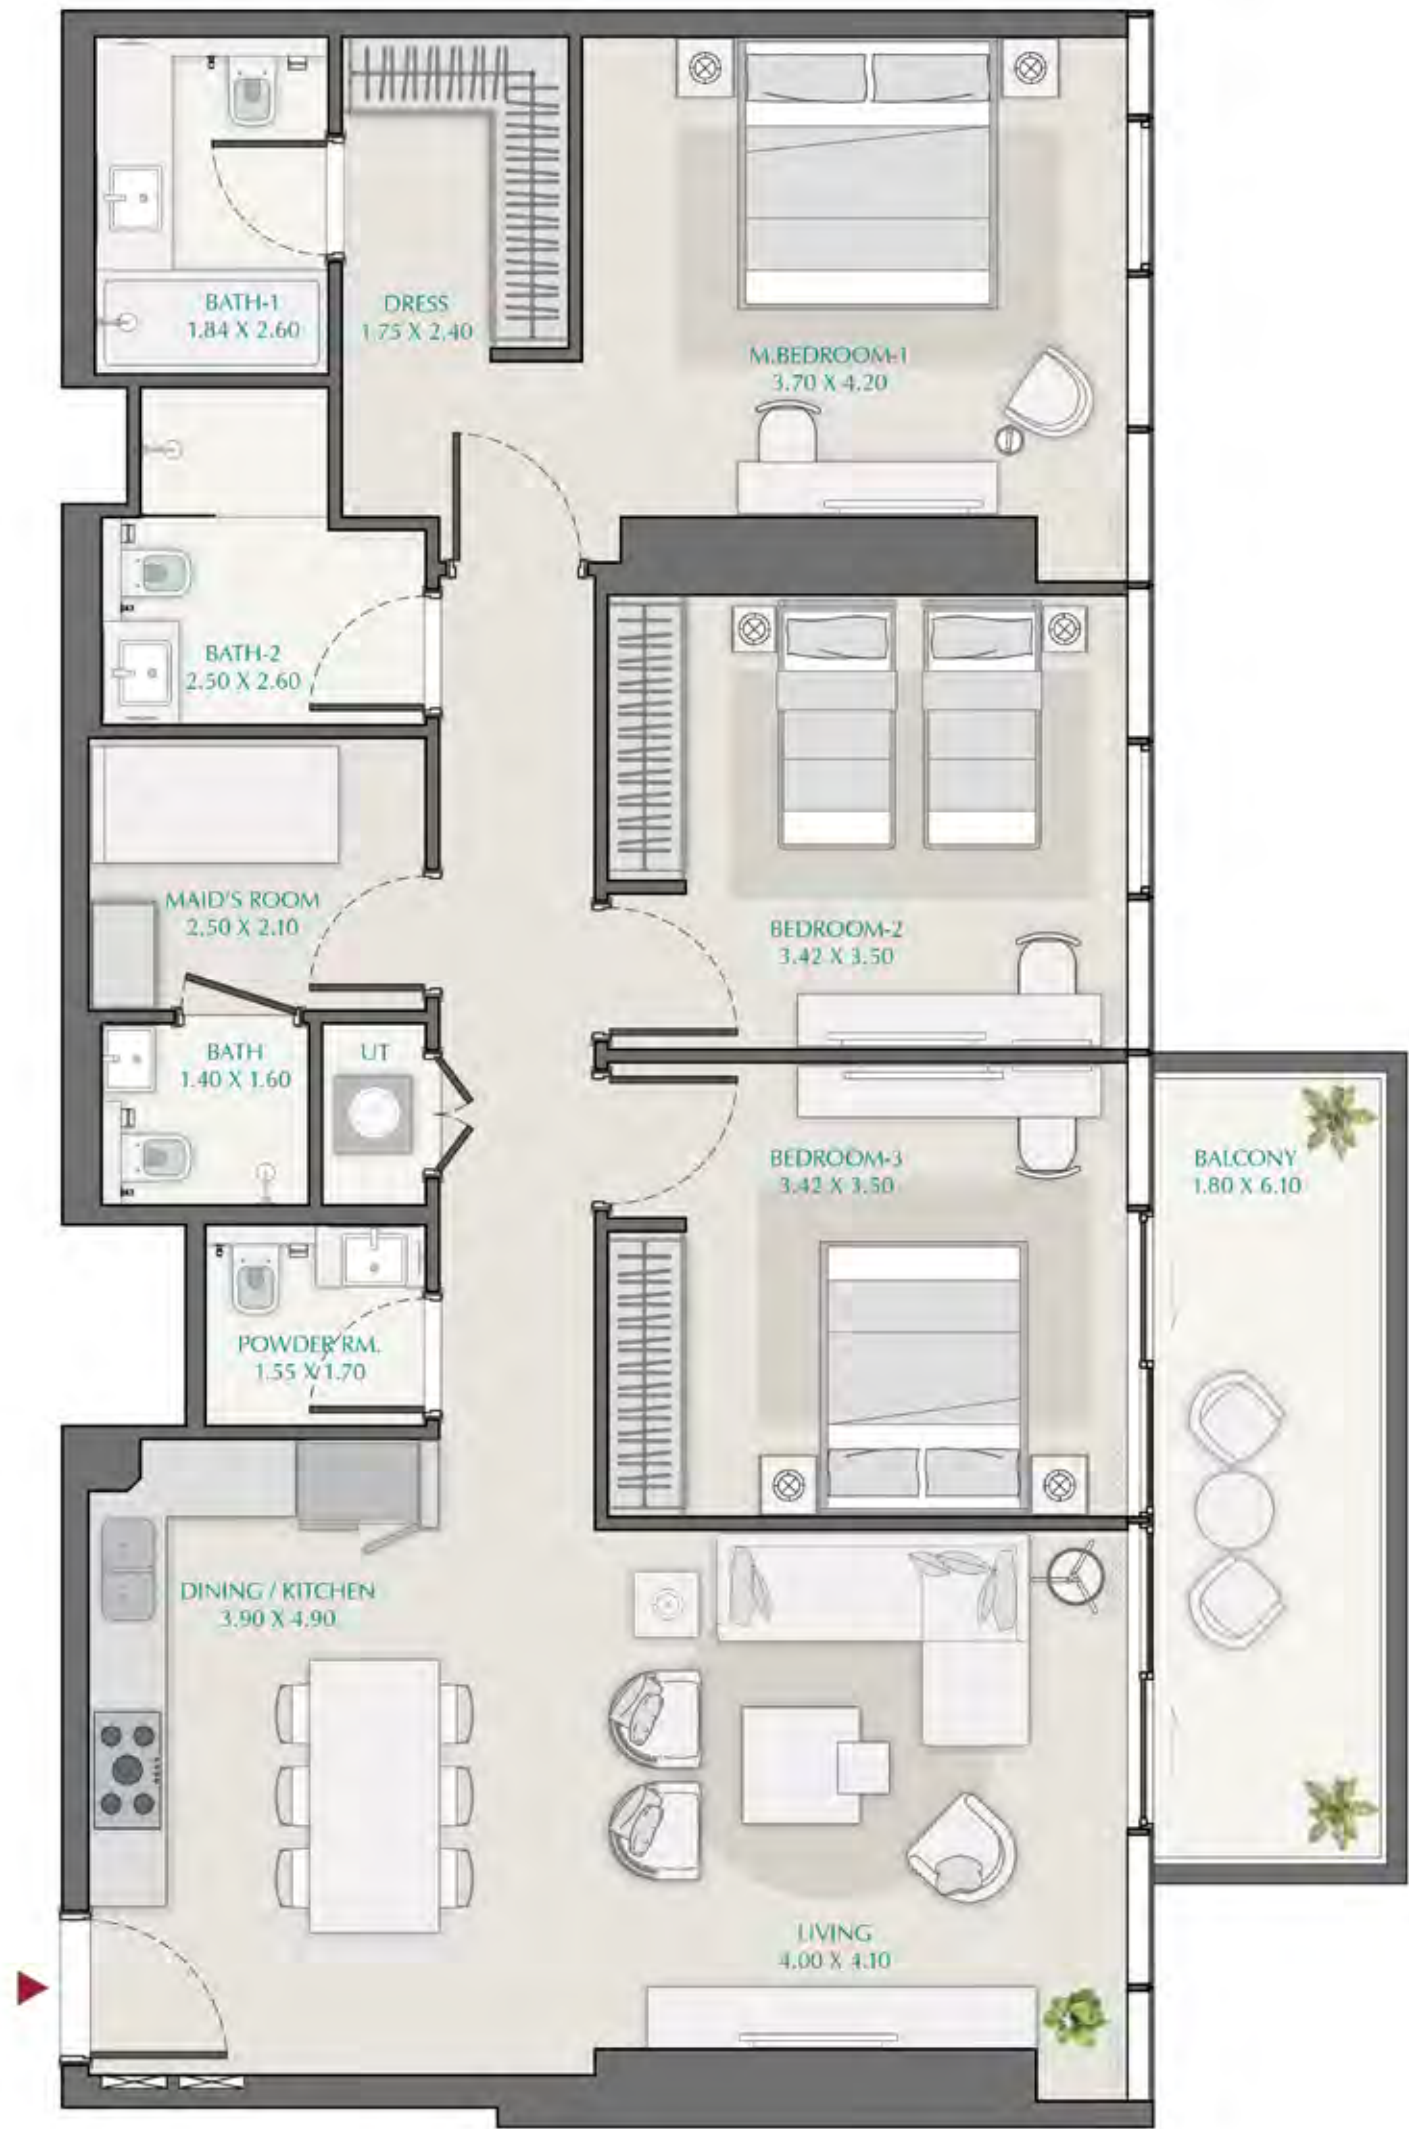 BATH-1
1.84 X 2.60
DRESS
1.75 X 2.40
M.BEDROOM-1
3.70 X 4.20
BATH-2
2.50 X 2.60
MAID'S ROOM
2.50 X 2.10
BEDROOM-2
3.42 X 3.50
BATH
1.40 X 1.60
UT
BEDROOM-3
3.42 X 3.50
BALCONY
1.80 X 6.10
POWDER RM.
1.55 X 1.70
DINING / KITCHEN
3.90 X 4.90
LIVING
4.00 X 4.10